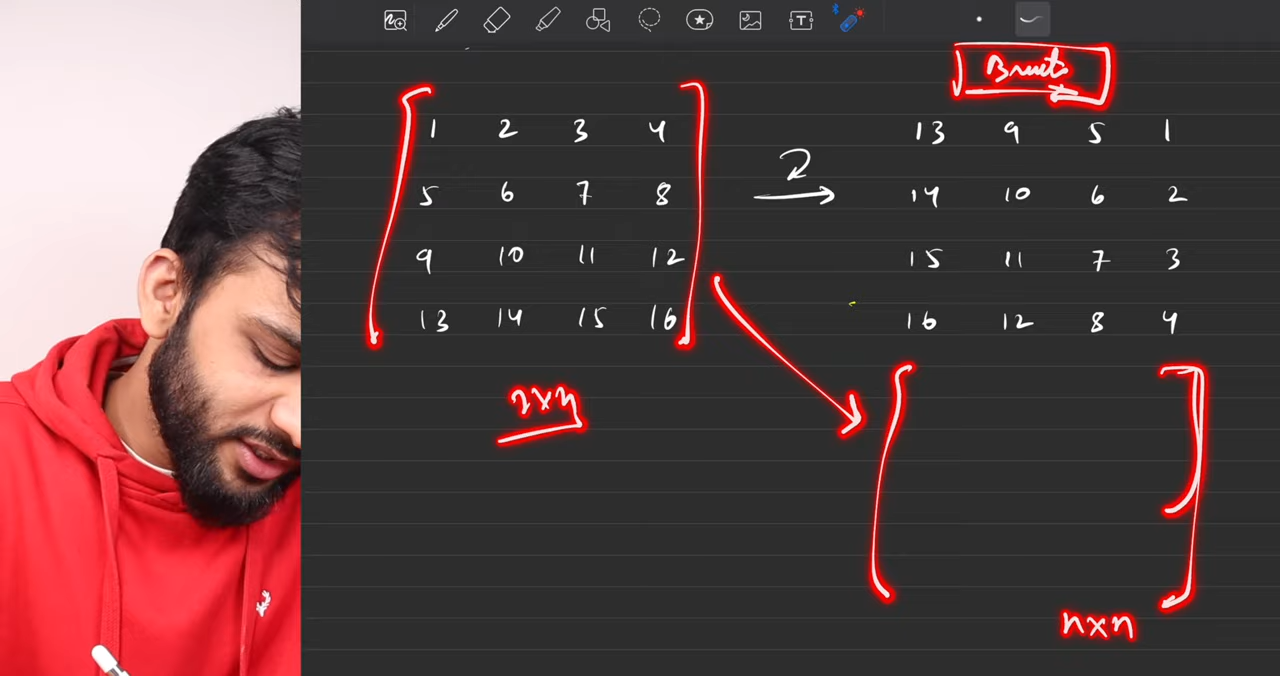 Brute
1 2 3 4
5 6 7 8
9 10 11 12
13 14 15 16
13 9 5 1
14 10 6 2
15 11 7 3
16 12 8 4
n×n
n×n